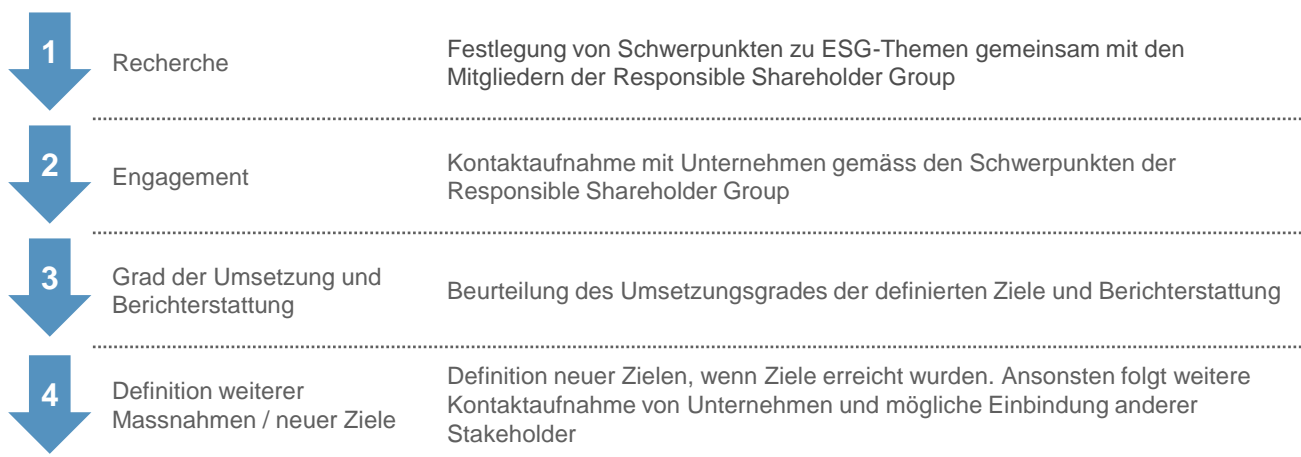 1
Recherche
Festlegung von Schwerpunkten zu ESG-Themen gemeinsam mit den
Mitgliedern der Responsible Shareholder Group
2
Engagement
Kontaktaufnahme mit Unternehmen gemäss den Schwerpunkten der
Responsible Shareholder Group
3
Grad der Umsetzung und
Berichterstattung
Beurteilung des Umsetzungsgrades der definierten Ziele und Berichterstattung
4
Definition weiterer
Massnahmen / neuer Ziele
Definition neuer Zielen, wenn Ziele erreicht wurden. Ansonsten folgt weitere
Kontaktaufnahme von Unternehmen und mögliche Einbindung anderer
Stakeholder